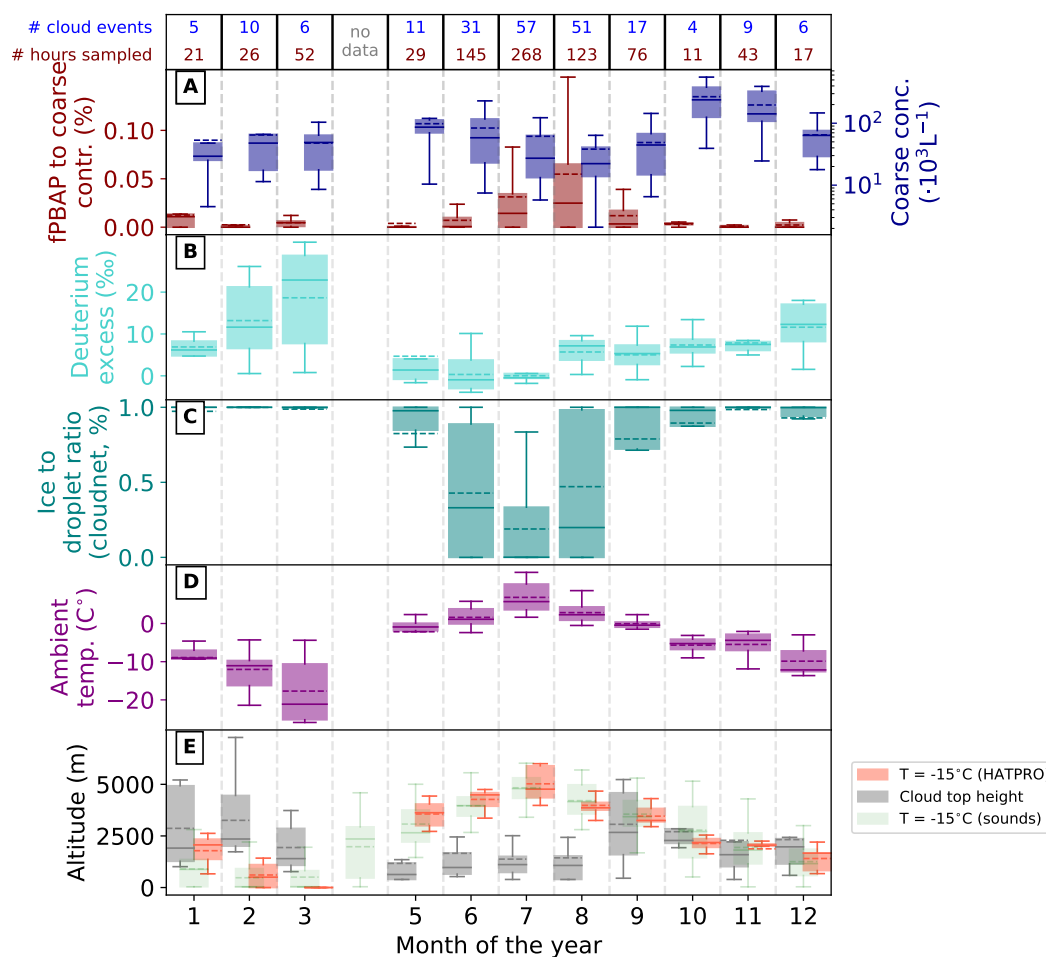 # cloud events 5 10 6 no data 11 31 57 51 17 4 9 6
# hours sampled 21 26 52 29 145 268 123 76 11 43 17
A
fPBAP to coarse
contr. (%)
0.10
0.05
0.00
10²
10¹
Coarse conc.
(·10³L⁻¹)
B
Deuterium
excess (‰)
20
10
0
C
Ice to
droplet ratio
(cloudnet, %)
1.0
0.5
0.0
D
Ambient
temp. (C°)
0
−10
−20
E
Altitude (m)
5000
2500
0
T = -15°C (HATPRO
Cloud top height
T = -15°C (sounds)
1 2 3 5 6 7 8 9 10 11 12
Month of the year